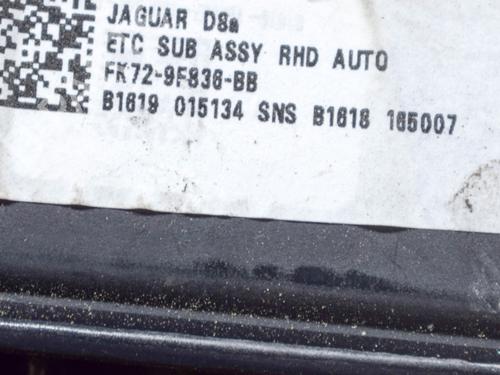 JAGUAR D8a
ETC SUB ASSY RHD AUTO
FK72-9F836-BB
B1619 015134 SNS B1618 165007